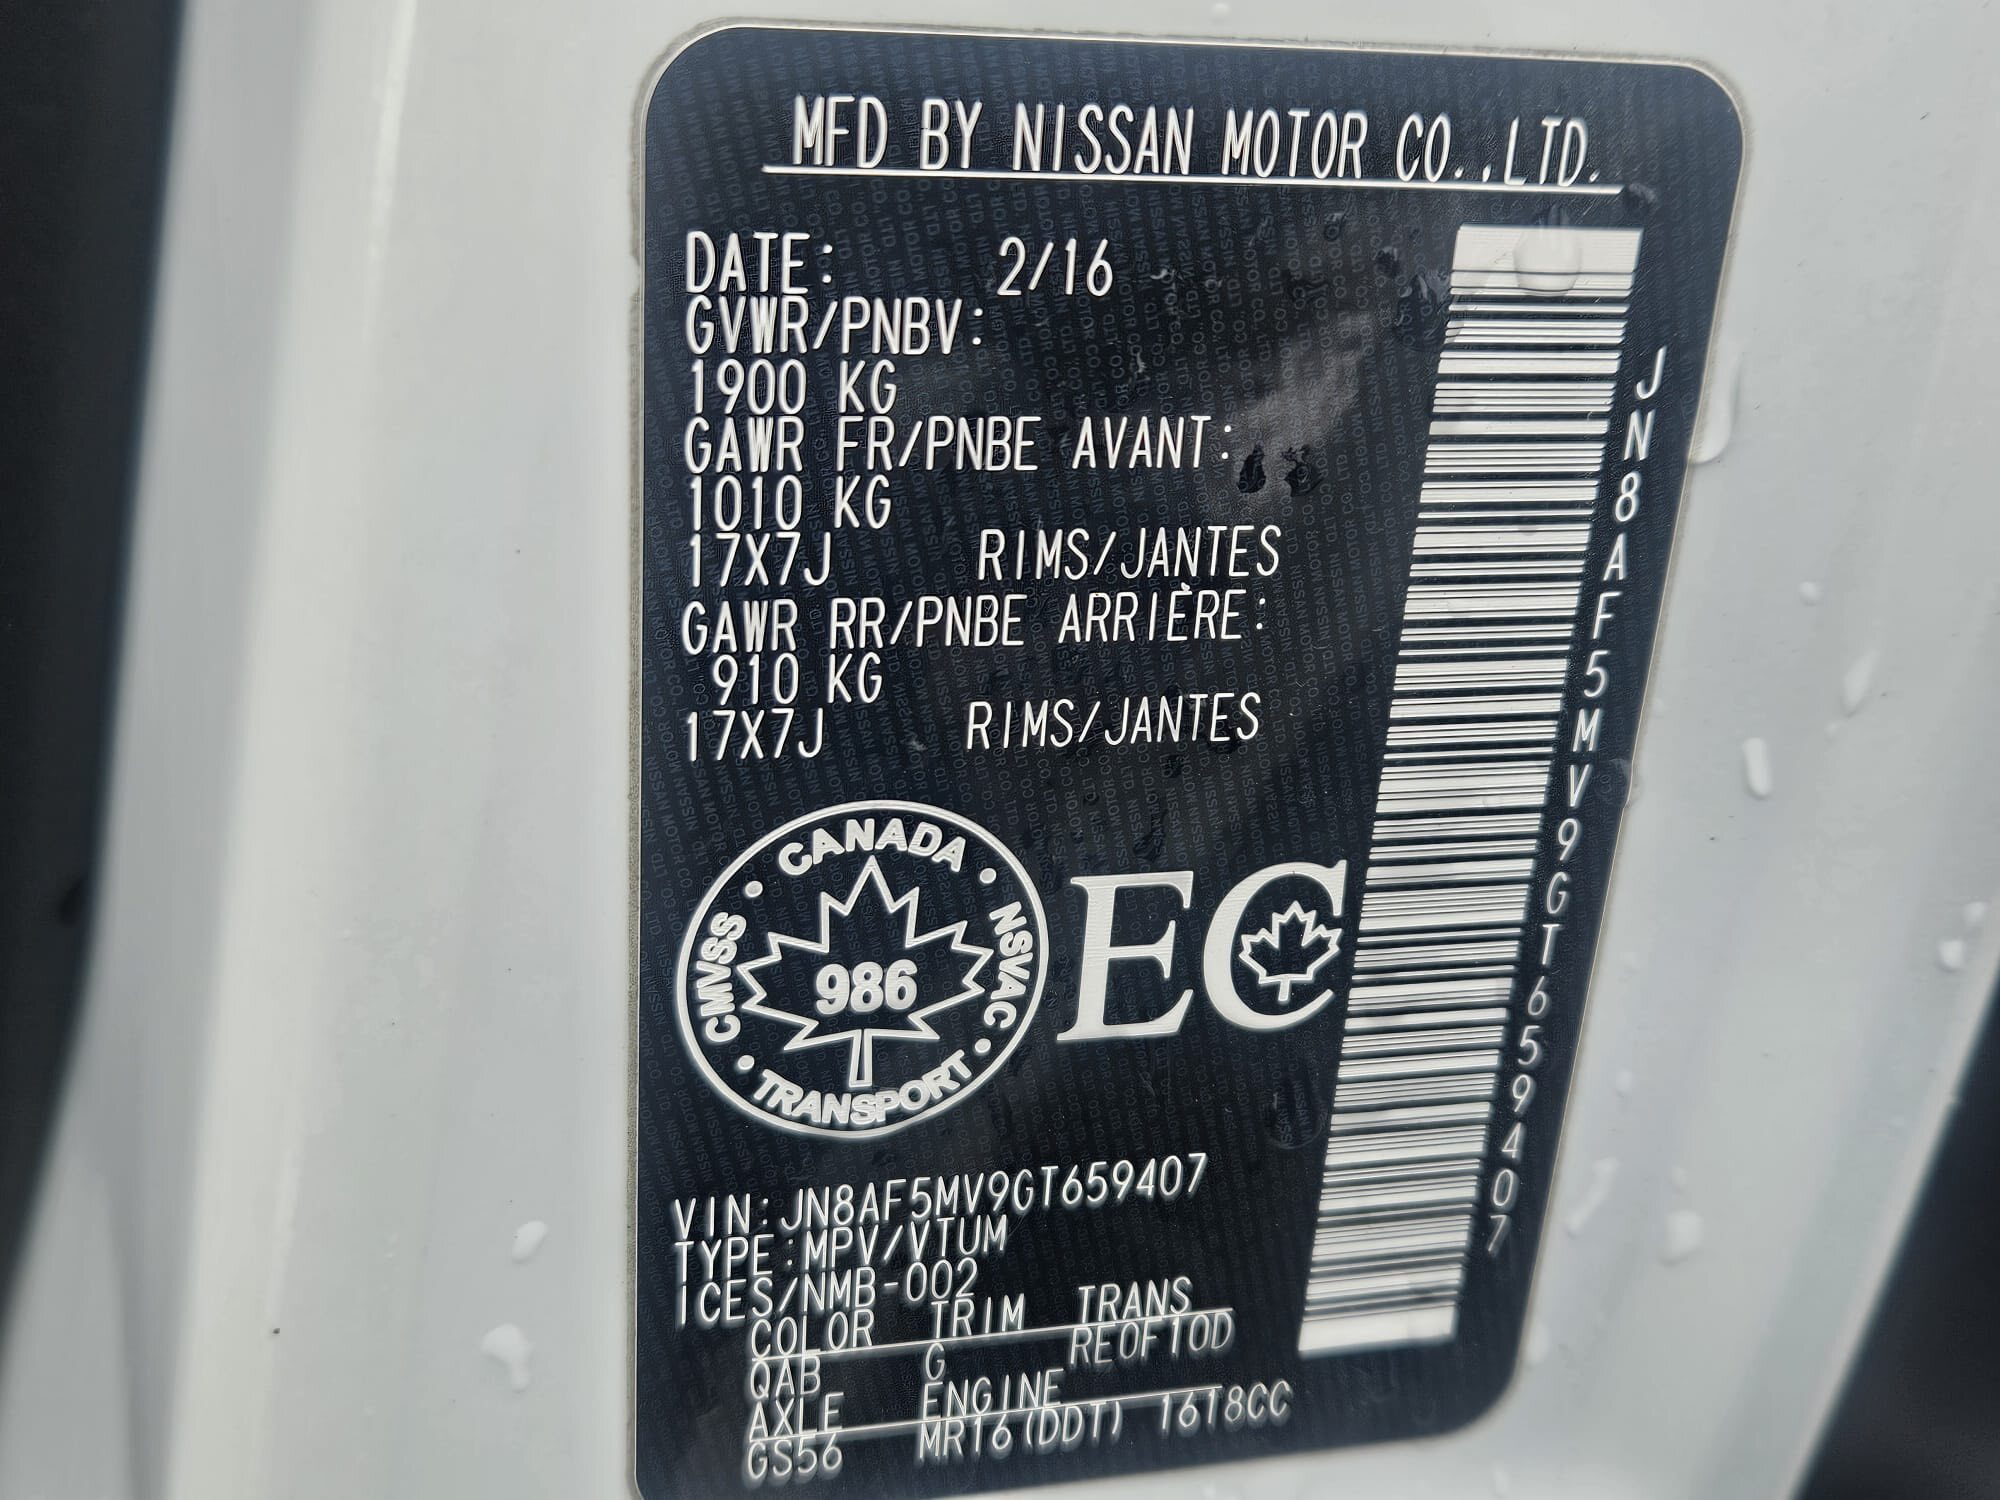 MFD BY NISSAN MOTOR CO.,LTD.
DATE: 2/16
GVWR/PNBV:
1900 KG
GAWR FR/PNBE AVANT:
1010 KG
17X7J RIMS/JANTES
GAWR RR/PNBE ARRIÈRE:
910 KG
17X7J RIMS/JANTES
JN8AF5MV9GT659407
CANADA
CMVSS
NSVAC
986
TRANSPORT
EC
VIN:JN8AF5MV9GT659407
TYPE:MPV/VTUM
ICES/NMB-002
COLOR TRIM TRANS
QAB G RE0F10D
AXLE ENGINE
GS56 MR16(DDT) 1618CC